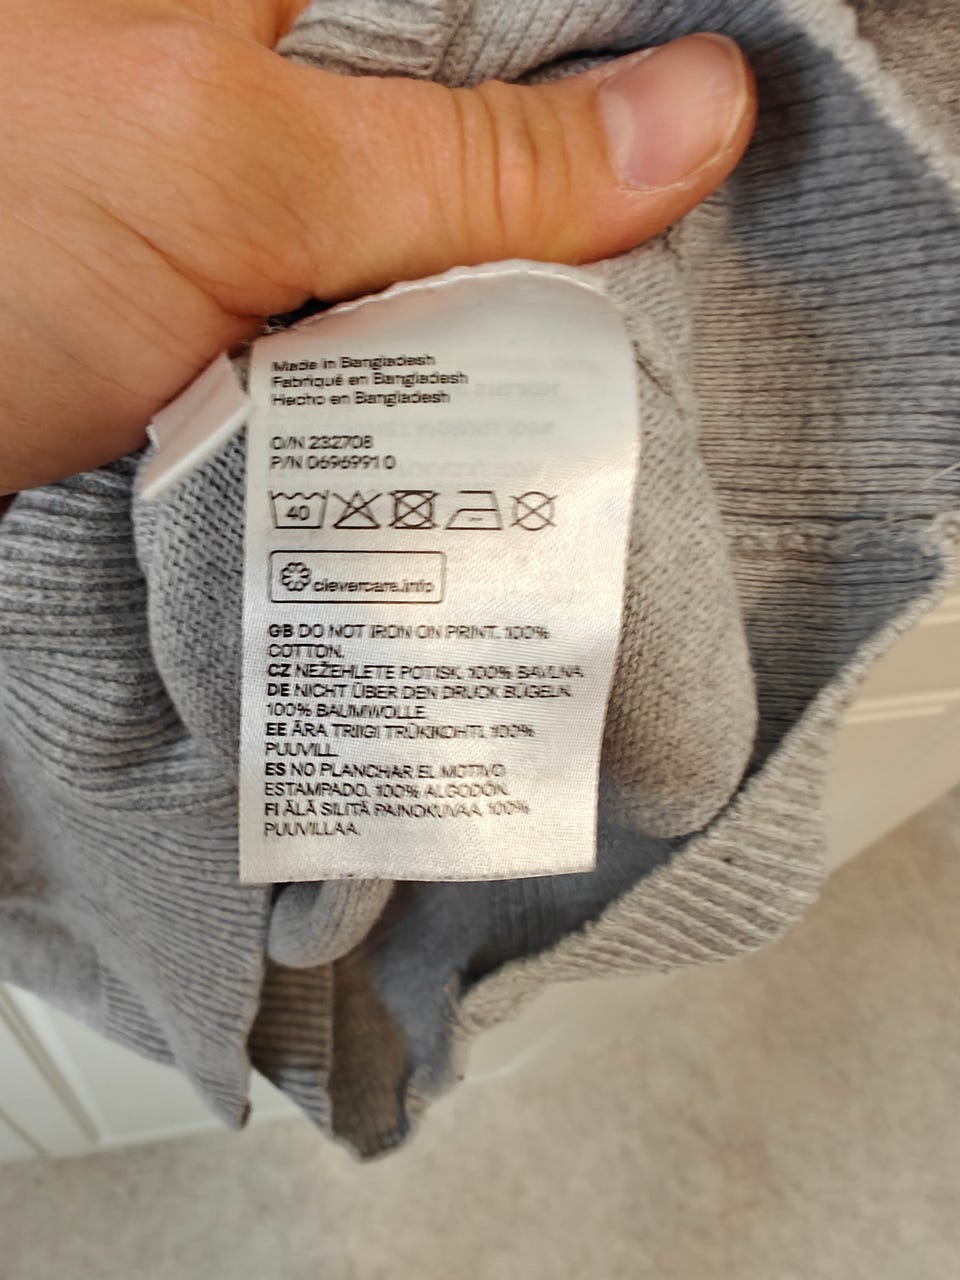 Made in Bangladesh
Fabriqué en Bangladesh
Hecho en Bangladesh
O/N 232708
P/N 0696991 0
40
clevercare.info
GB DO NOT IRON ON PRINT. 100%
COTTON.
CZ NEŽEHLETE POTISK. 100% BAVLNA.
DE NICHT ÜBER DEN DRUCK BÜGELN.
100% BAUMWOLLE.
EE ÄRA TRIIGI TRÜKIKOHTI. 100%
PUUVILL.
ES NO PLANCHAR EL MOTIVO
ESTAMPADO. 100% ALGODÓN.
FI ÄLÄ SILITÄ PAINOKUVAA. 100%
PUUVILLAA.